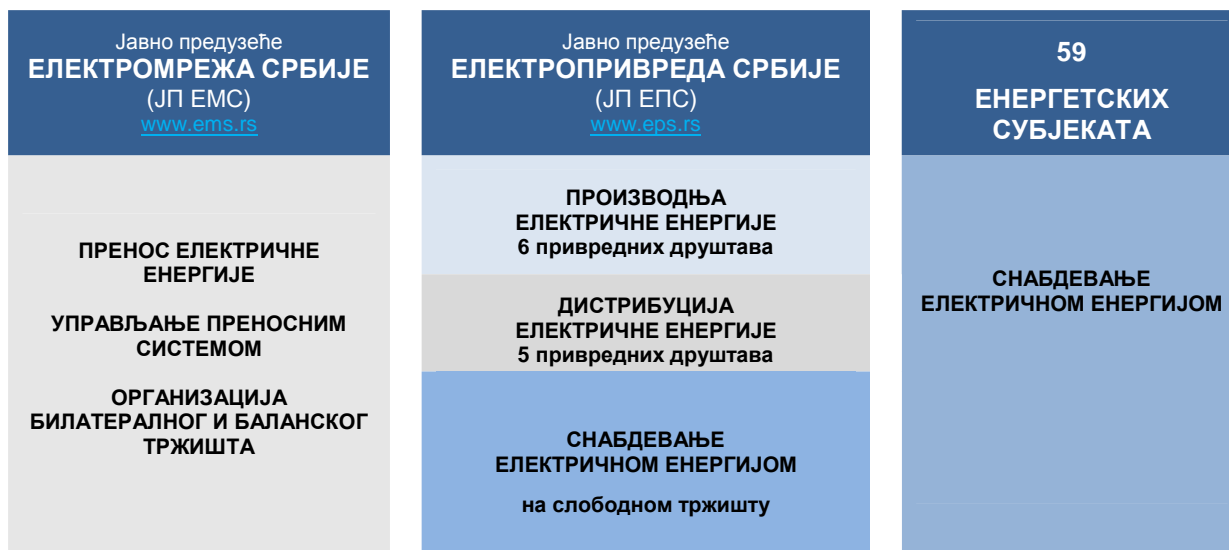 Јавно предузеће
ЕЛЕКТРОМРЕЖА СРБИЈЕ
(ЈП ЕМС)
www.ems.rs
ПРЕНОС ЕЛЕКТРИЧНЕ
ЕНЕРГИЈЕ
УПРАВЉАЊЕ ПРЕНОСНИМ
СИСТЕМОМ
ОРГАНИЗАЦИЈА
БИЛАТЕРАЛНОГ И БАЛАНСКОГ
ТРЖИШТА
Јавно предузеће
ЕЛЕКТРОПРИВРЕДА СРБИЈЕ
(ЈП ЕПС)
www.eps.rs
ПРОИЗВОДЊА
ЕЛЕКТРИЧНЕ ЕНЕРГИЈЕ
6 привредних друштава
ДИСТРИБУЦИЈА
ЕЛЕКТРИЧНЕ ЕНЕРГИЈЕ
5 привредних друштава
СНАБДЕВАЊЕ
ЕЛЕКТРИЧНОМ ЕНЕРГИЈОМ
на слободном тржишту
59
ЕНЕРГЕТСКИХ
СУБЈЕКАТА
СНАБДЕВАЊЕ
ЕЛЕКТРИЧНОМ ЕНЕРГИЈОМ